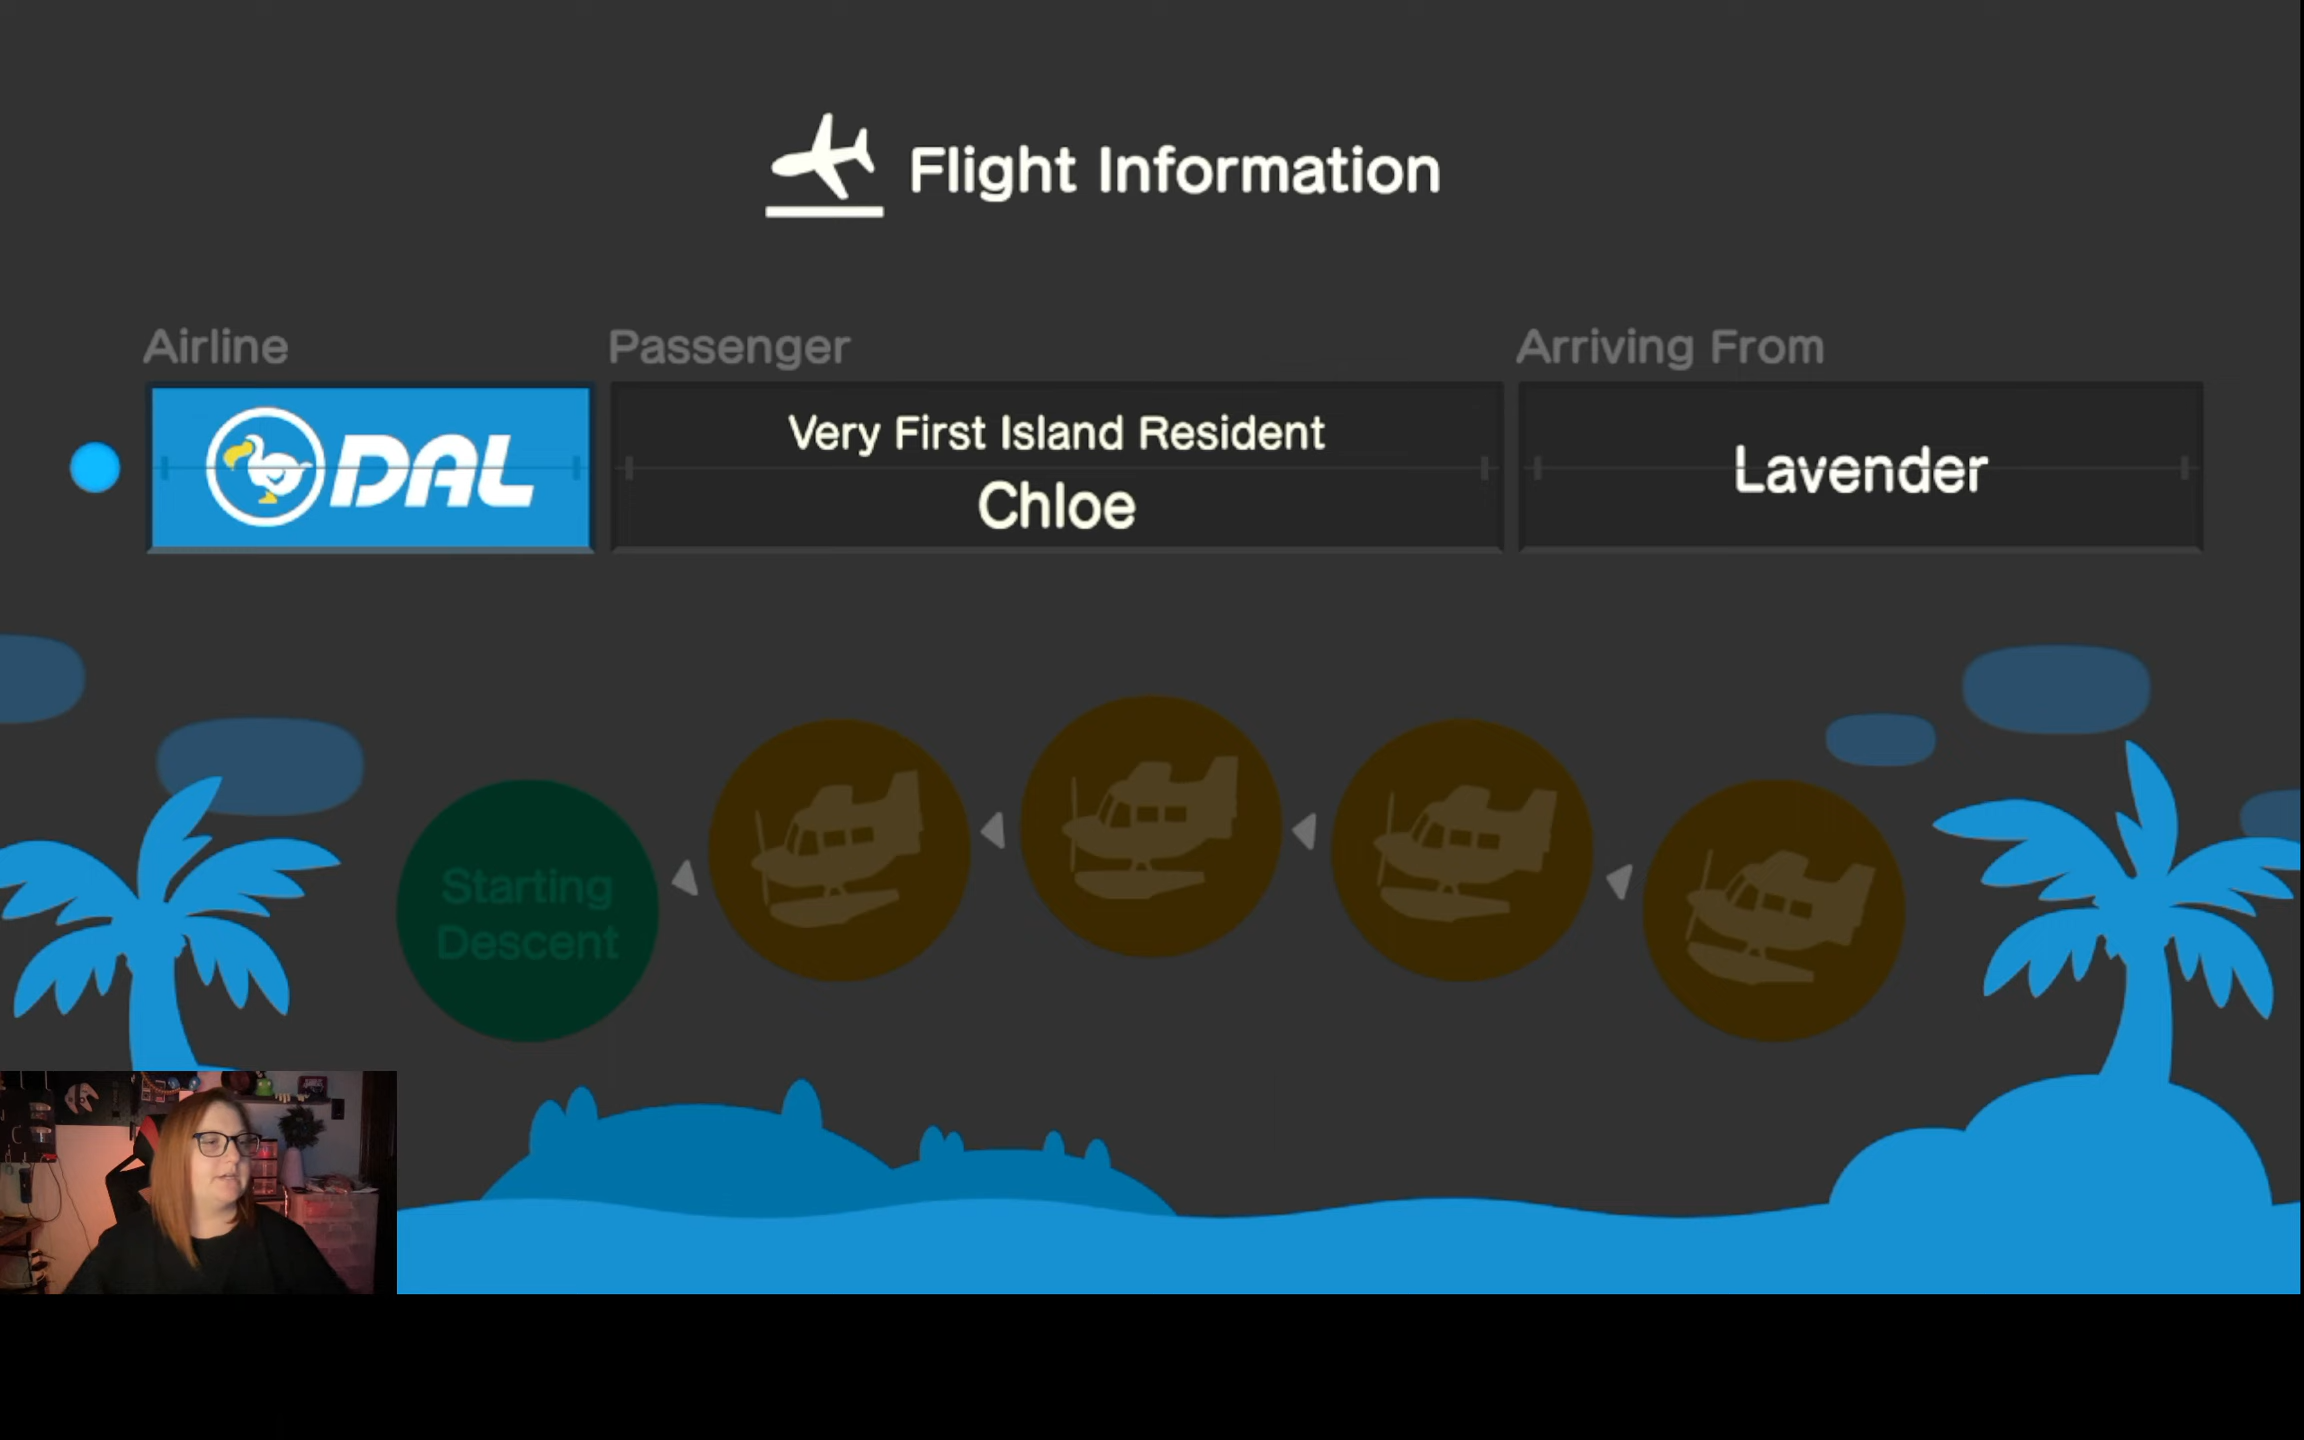 Flight Information
Airline
Passenger
Arriving From
DAL
Very First Island Resident
Chloe
Lavender
Starting
Descent